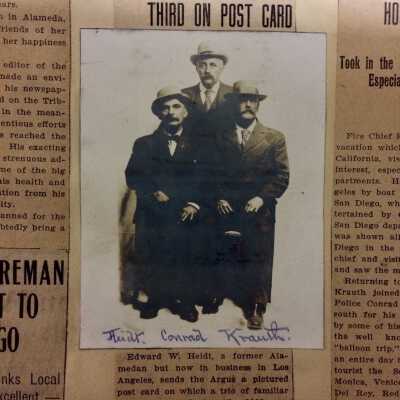 THIRD ON POST CARD
Heidt. Conrad Krauth.
Edward W. Heidt, a former Ala-
medan but now in business in Los
Angeles, sends the Argus a pictured
post card on which a trio of familiar
ears.
n in Alameda,
friends of her
her happiness
editor of the
made an envi-
his newspap-
d on the Trib-
in the mean-
entious efforts
s reached the
His exacting
strenuous ad-
me of the big
is health and
ation from his
ity.
anned for the
btedly bring a
REMAN
T TO
GO
nks Local
xcellent —
HO
Took in the
Especia
Fire Chief K
vacation whic
California, vis
interest, espec
partments. H
geles by boat
San Diego, wh
tertained by C
San Diego depa
was shown all
Diego in the
chief and visit
and saw the m
Returning to
Krauth joined
Police Conrad
south for his
by some of his
the well know
"balloon trip,"
an entire day t
tourist the Se
Monica, Venice
Del Rey, Red